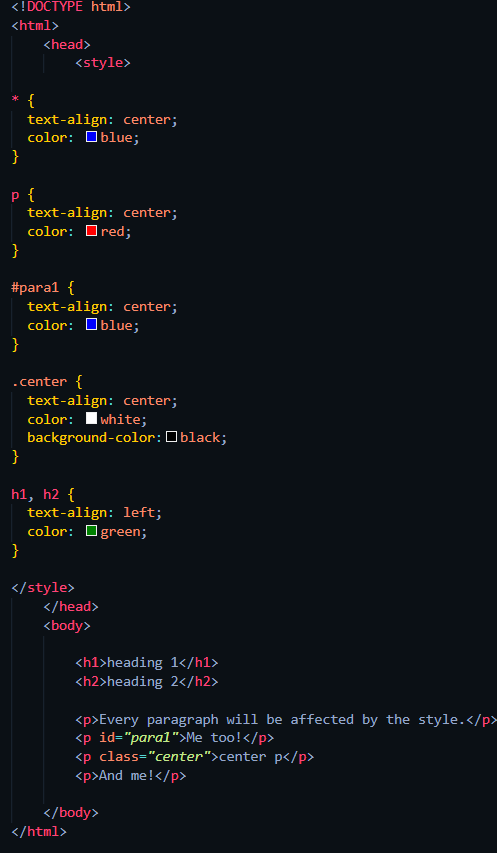 <!DOCTYPE html>
<html>
    <head>
        <style>

* {
  text-align: center;
  color: blue;
}

p {
  text-align: center;
  color: red;
}

#para1 {
  text-align: center;
  color: blue;
}

.center {
  text-align: center;
  color: white;
  background-color:black;
}

h1, h2 {
  text-align: left;
  color: green;
}

</style>
    </head>
    <body>

        <h1>heading 1</h1>
        <h2>heading 2</h2>

        <p>Every paragraph will be affected by the style.</p>
        <p id="para1">Me too!</p>
        <p class="center">center p</p>
        <p>And me!</p>

    </body>
</html>